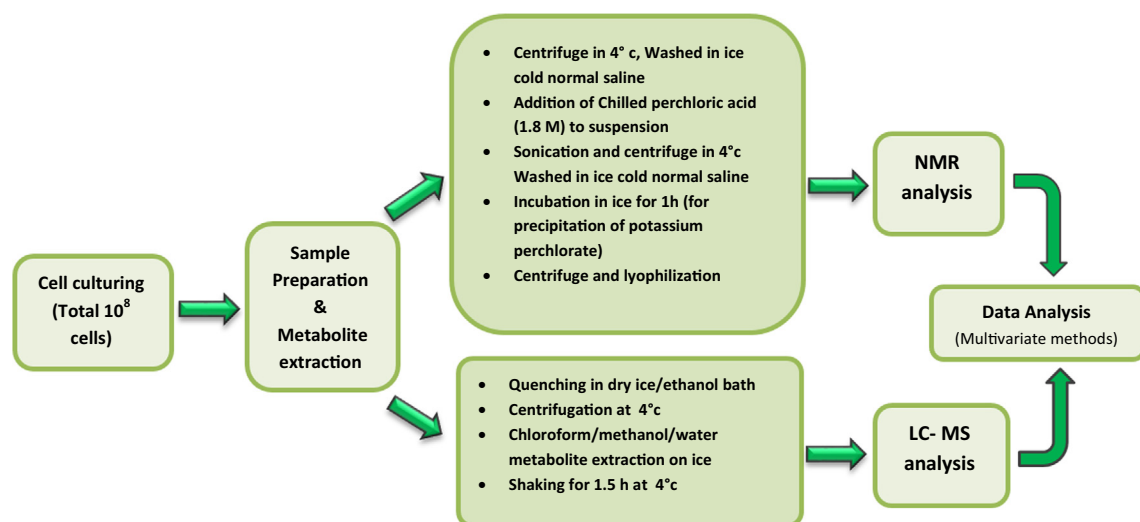 Cell culturing
(Total 10⁸
cells)
Sample
Preparation
&
Metabolite
extraction
• Centrifuge in 4° c, Washed in ice
cold normal saline
• Addition of Chilled perchloric acid
(1.8 M) to suspension
• Sonication and centrifuge in 4°c
Washed in ice cold normal saline
• Incubation in ice for 1h (for
precipitation of potassium
perchlorate)
• Centrifuge and lyophilization
NMR
analysis
• Quenching in dry ice/ethanol bath
• Centrifugation at 4°c
• Chloroform/methanol/water
metabolite extraction on ice
• Shaking for 1.5 h at 4°c
LC- MS
analysis
Data Analysis
(Multivariate methods)